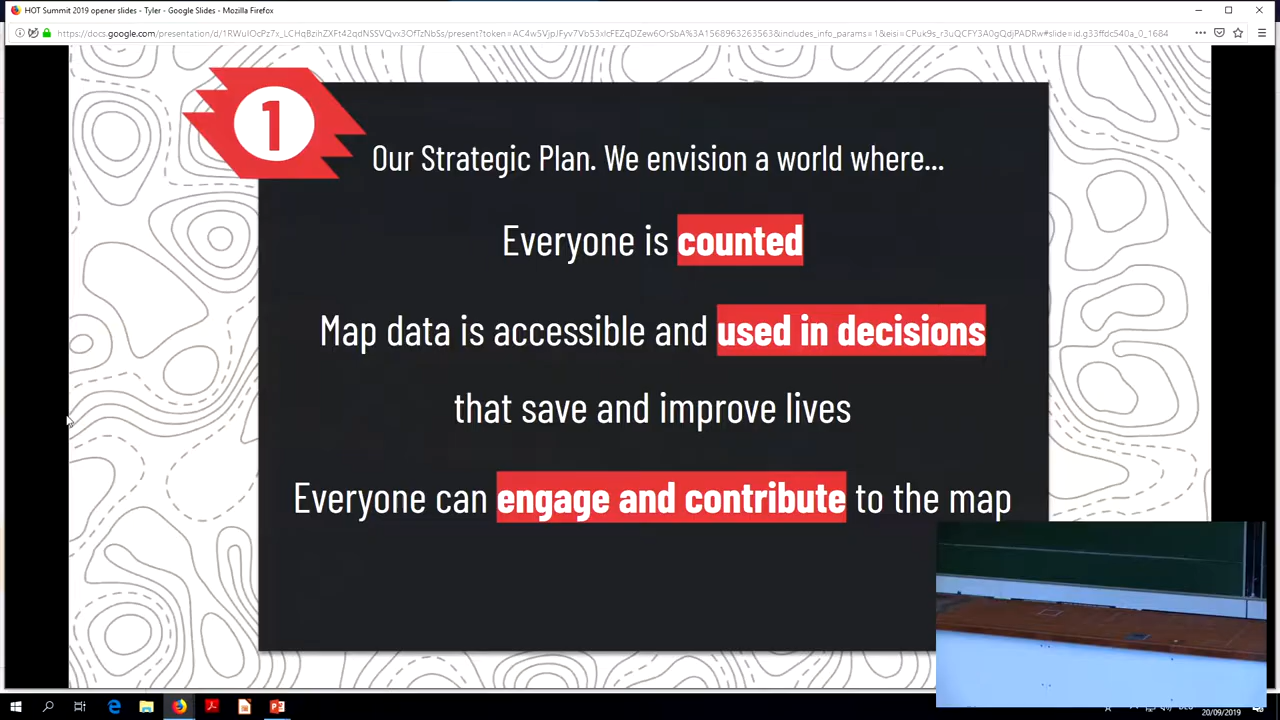 HOT Summit 2019 opener slides - Tyler - Google Slides - Mozilla Firefox
1
Our Strategic Plan. We envision a world where...
Everyone is counted
Map data is accessible and used in decisions
that save and improve lives
Everyone can engage and contribute to the map
20/09/2019